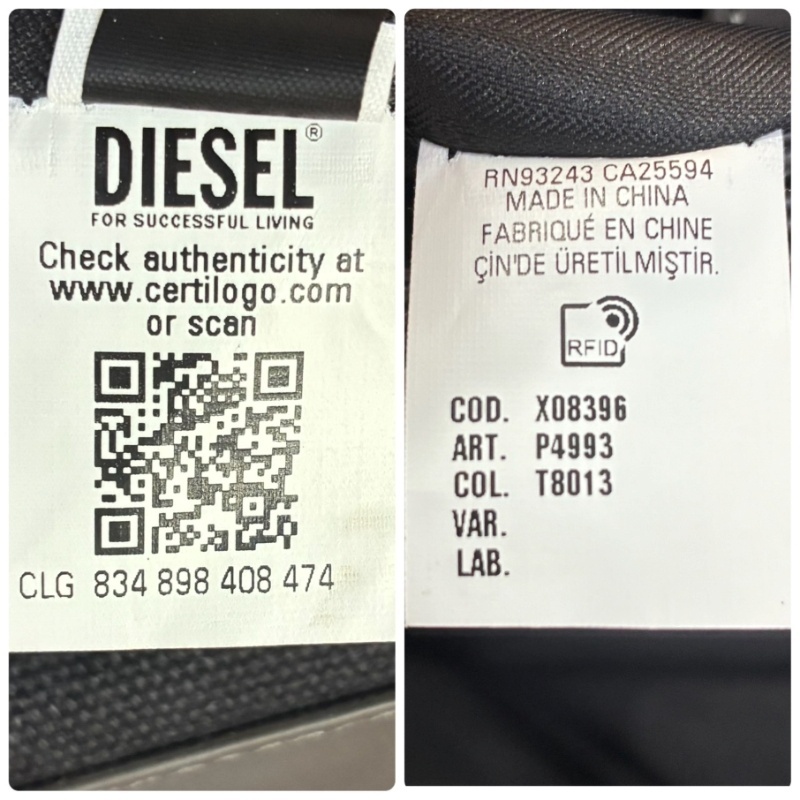 DIESEL®
FOR SUCCESSFUL LIVING
Check authenticity at
www.certilogo.com
or scan
CLG 834 898 408 474
RN93243 CA25594
MADE IN CHINA
FABRIQUÉ EN CHINE
ÇİN'DE ÜRETİLMİŞTİR.
RFID
COD. X08396
ART. P4993
COL. T8013
VAR.
LAB.